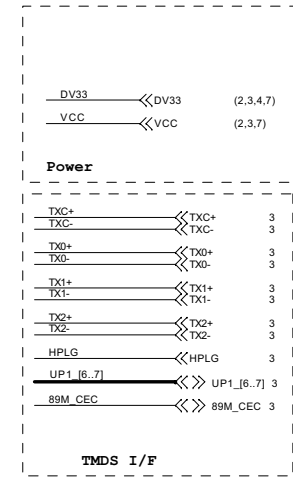 DV33 DV33 (2,3,4,7)
VCC VCC (2,3,7)
Power
TXC+ TXC+ 3
TXC- TXC- 3
TX0+ TX0+ 3
TX0- TX0- 3
TX1+ TX1+ 3
TX1- TX1- 3
TX2+ TX2+ 3
TX2- TX2- 3
HPLG HPLG 3
UP1_[6..7] UP1_[6..7] 3
89M_CEC 89M_CEC 3
TMDS I/F